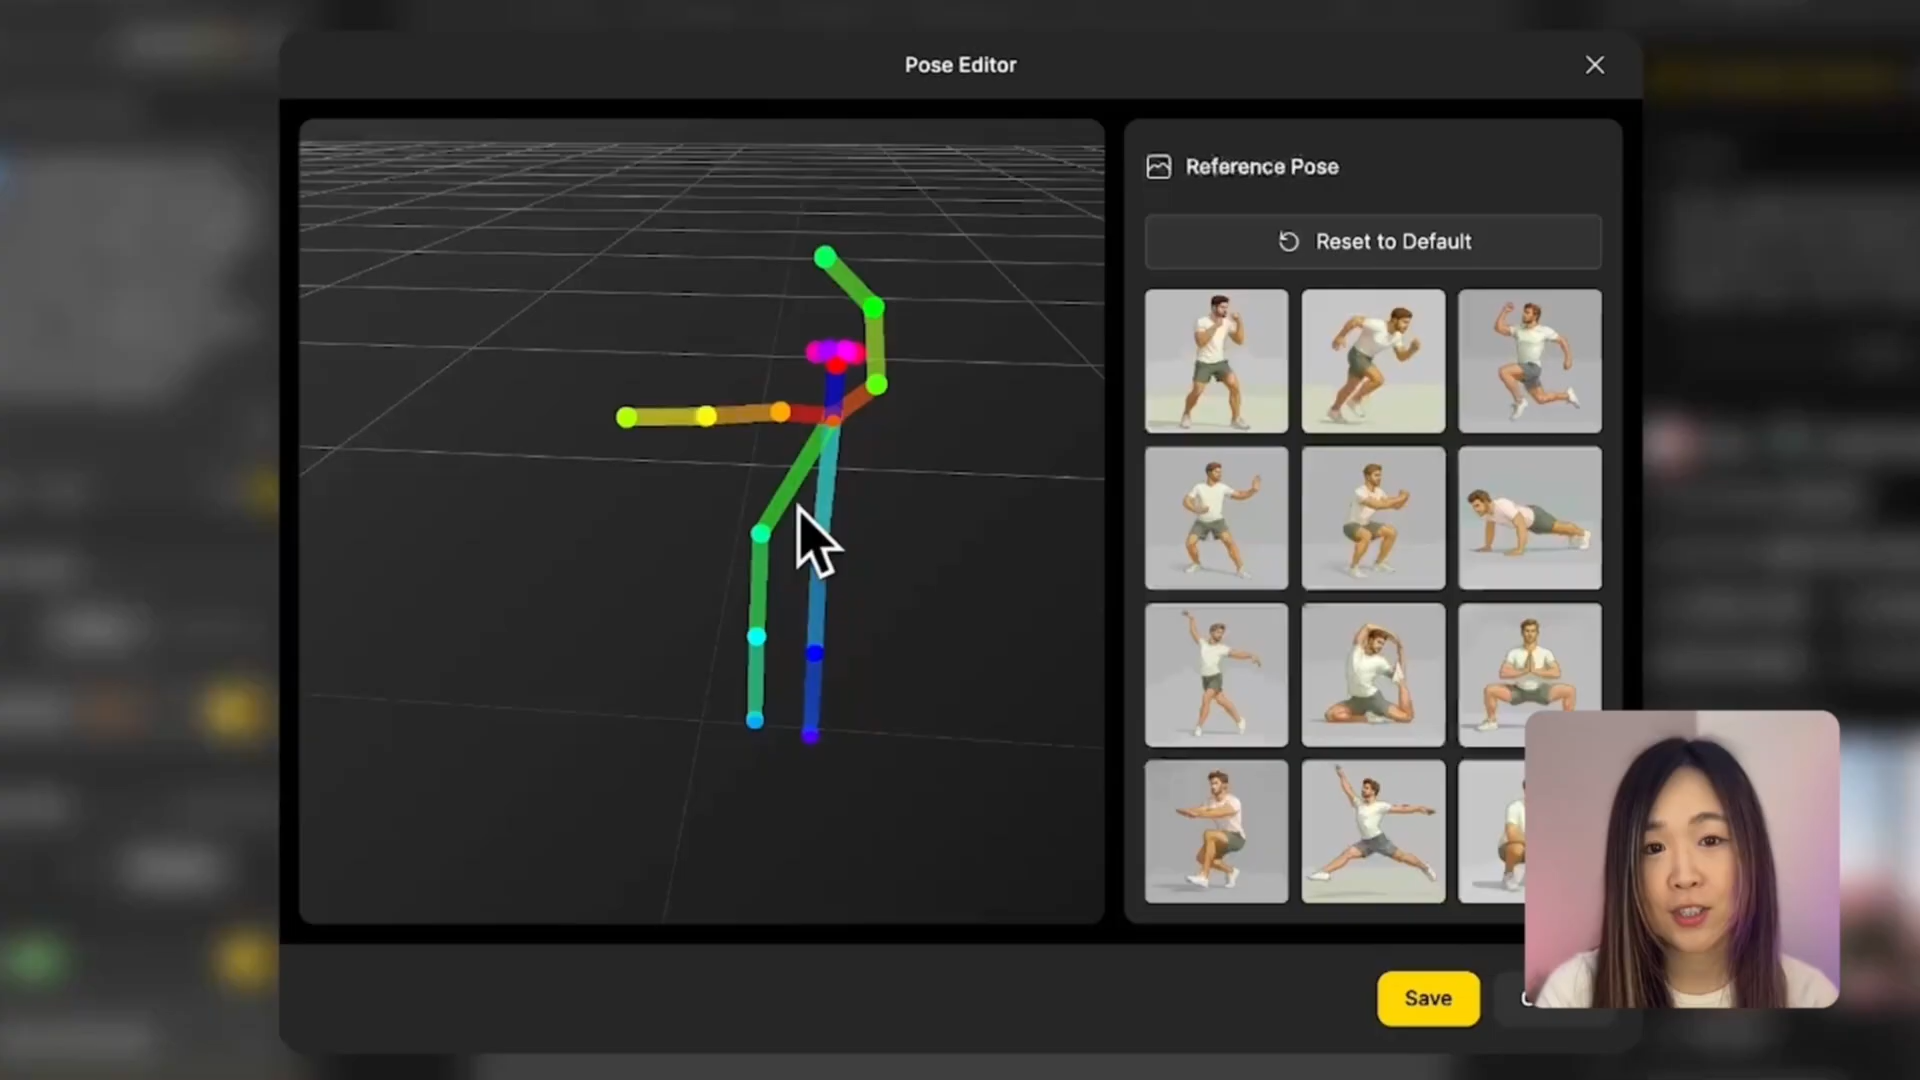 Pose Editor
Reference Pose
Reset to Default
Save